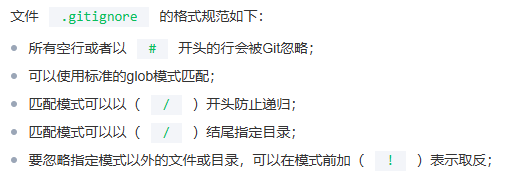 文件 .gitignore 的格式规范如下：
所有空行或者以 # 开头的行会被Git忽略；
可以使用标准的glob模式匹配；
匹配模式可以以（ / ）开头防止递归；
匹配模式可以以（ / ）结尾指定目录；
要忽略指定模式以外的文件或目录，可以在模式前加（ ! ）表示取反；